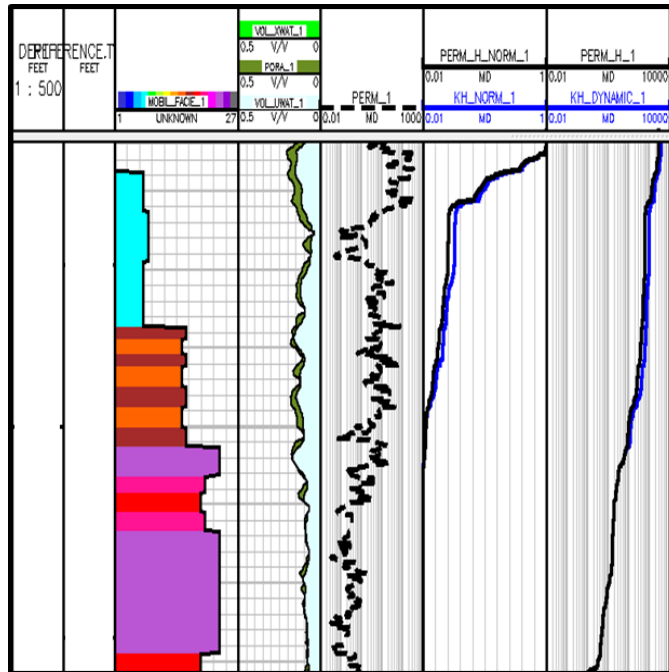 VOL_XWAT_1
0.5 V/V 0
PORA_1
0.5 V/V 0
VOL_UWAT_1
0.5 V/V 0
FEET
1 : 500
FEET
MOBIL_FACIE_1
1 UNKNOWN 27
PERM_1
0.01 MD 1000
PERM_H_NORM_1
0.01 MD 1
KH_NORM_1
0.01 MD 1
PERM_H_1
0.01 MD 10000
KH_DYNAMIC_1
0.01 MD 10000